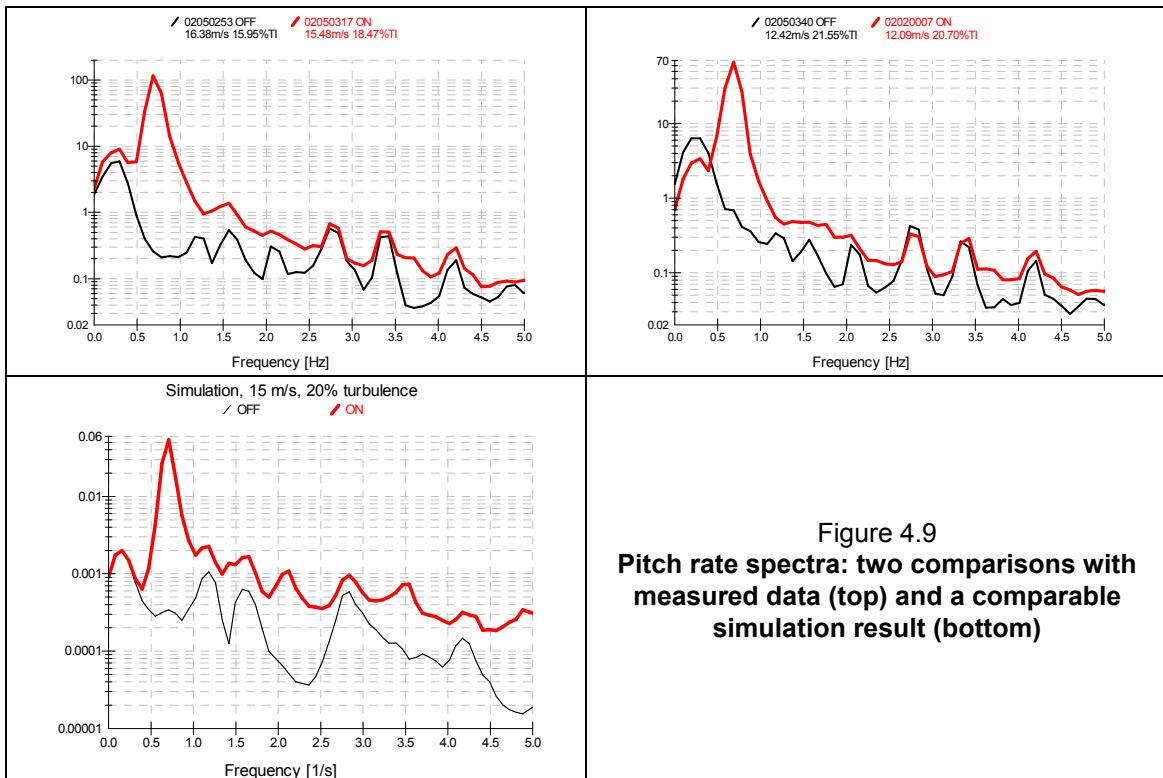 02050253 OFF 02050317 ON
16.38m/s 15.95%TI 15.48m/s 18.47%TI
100
10
1
0.1
0.02
0.0 0.5 1.0 1.5 2.0 2.5 3.0 3.5 4.0 4.5 5.0
Frequency [Hz]
02050340 OFF 02020007 ON
12.42m/s 21.55%TI 12.09m/s 20.70%TI
70
10
1
0.1
0.02
0.0 0.5 1.0 1.5 2.0 2.5 3.0 3.5 4.0 4.5 5.0
Frequency [Hz]
Simulation, 15 m/s, 20% turbulence
OFF ON
0.06
0.01
0.001
0.0001
0.00001
0.0 0.5 1.0 1.5 2.0 2.5 3.0 3.5 4.0 4.5 5.0
Frequency [1/s]
Figure 4.9
Pitch rate spectra: two comparisons with
measured data (top) and a comparable
simulation result (bottom)